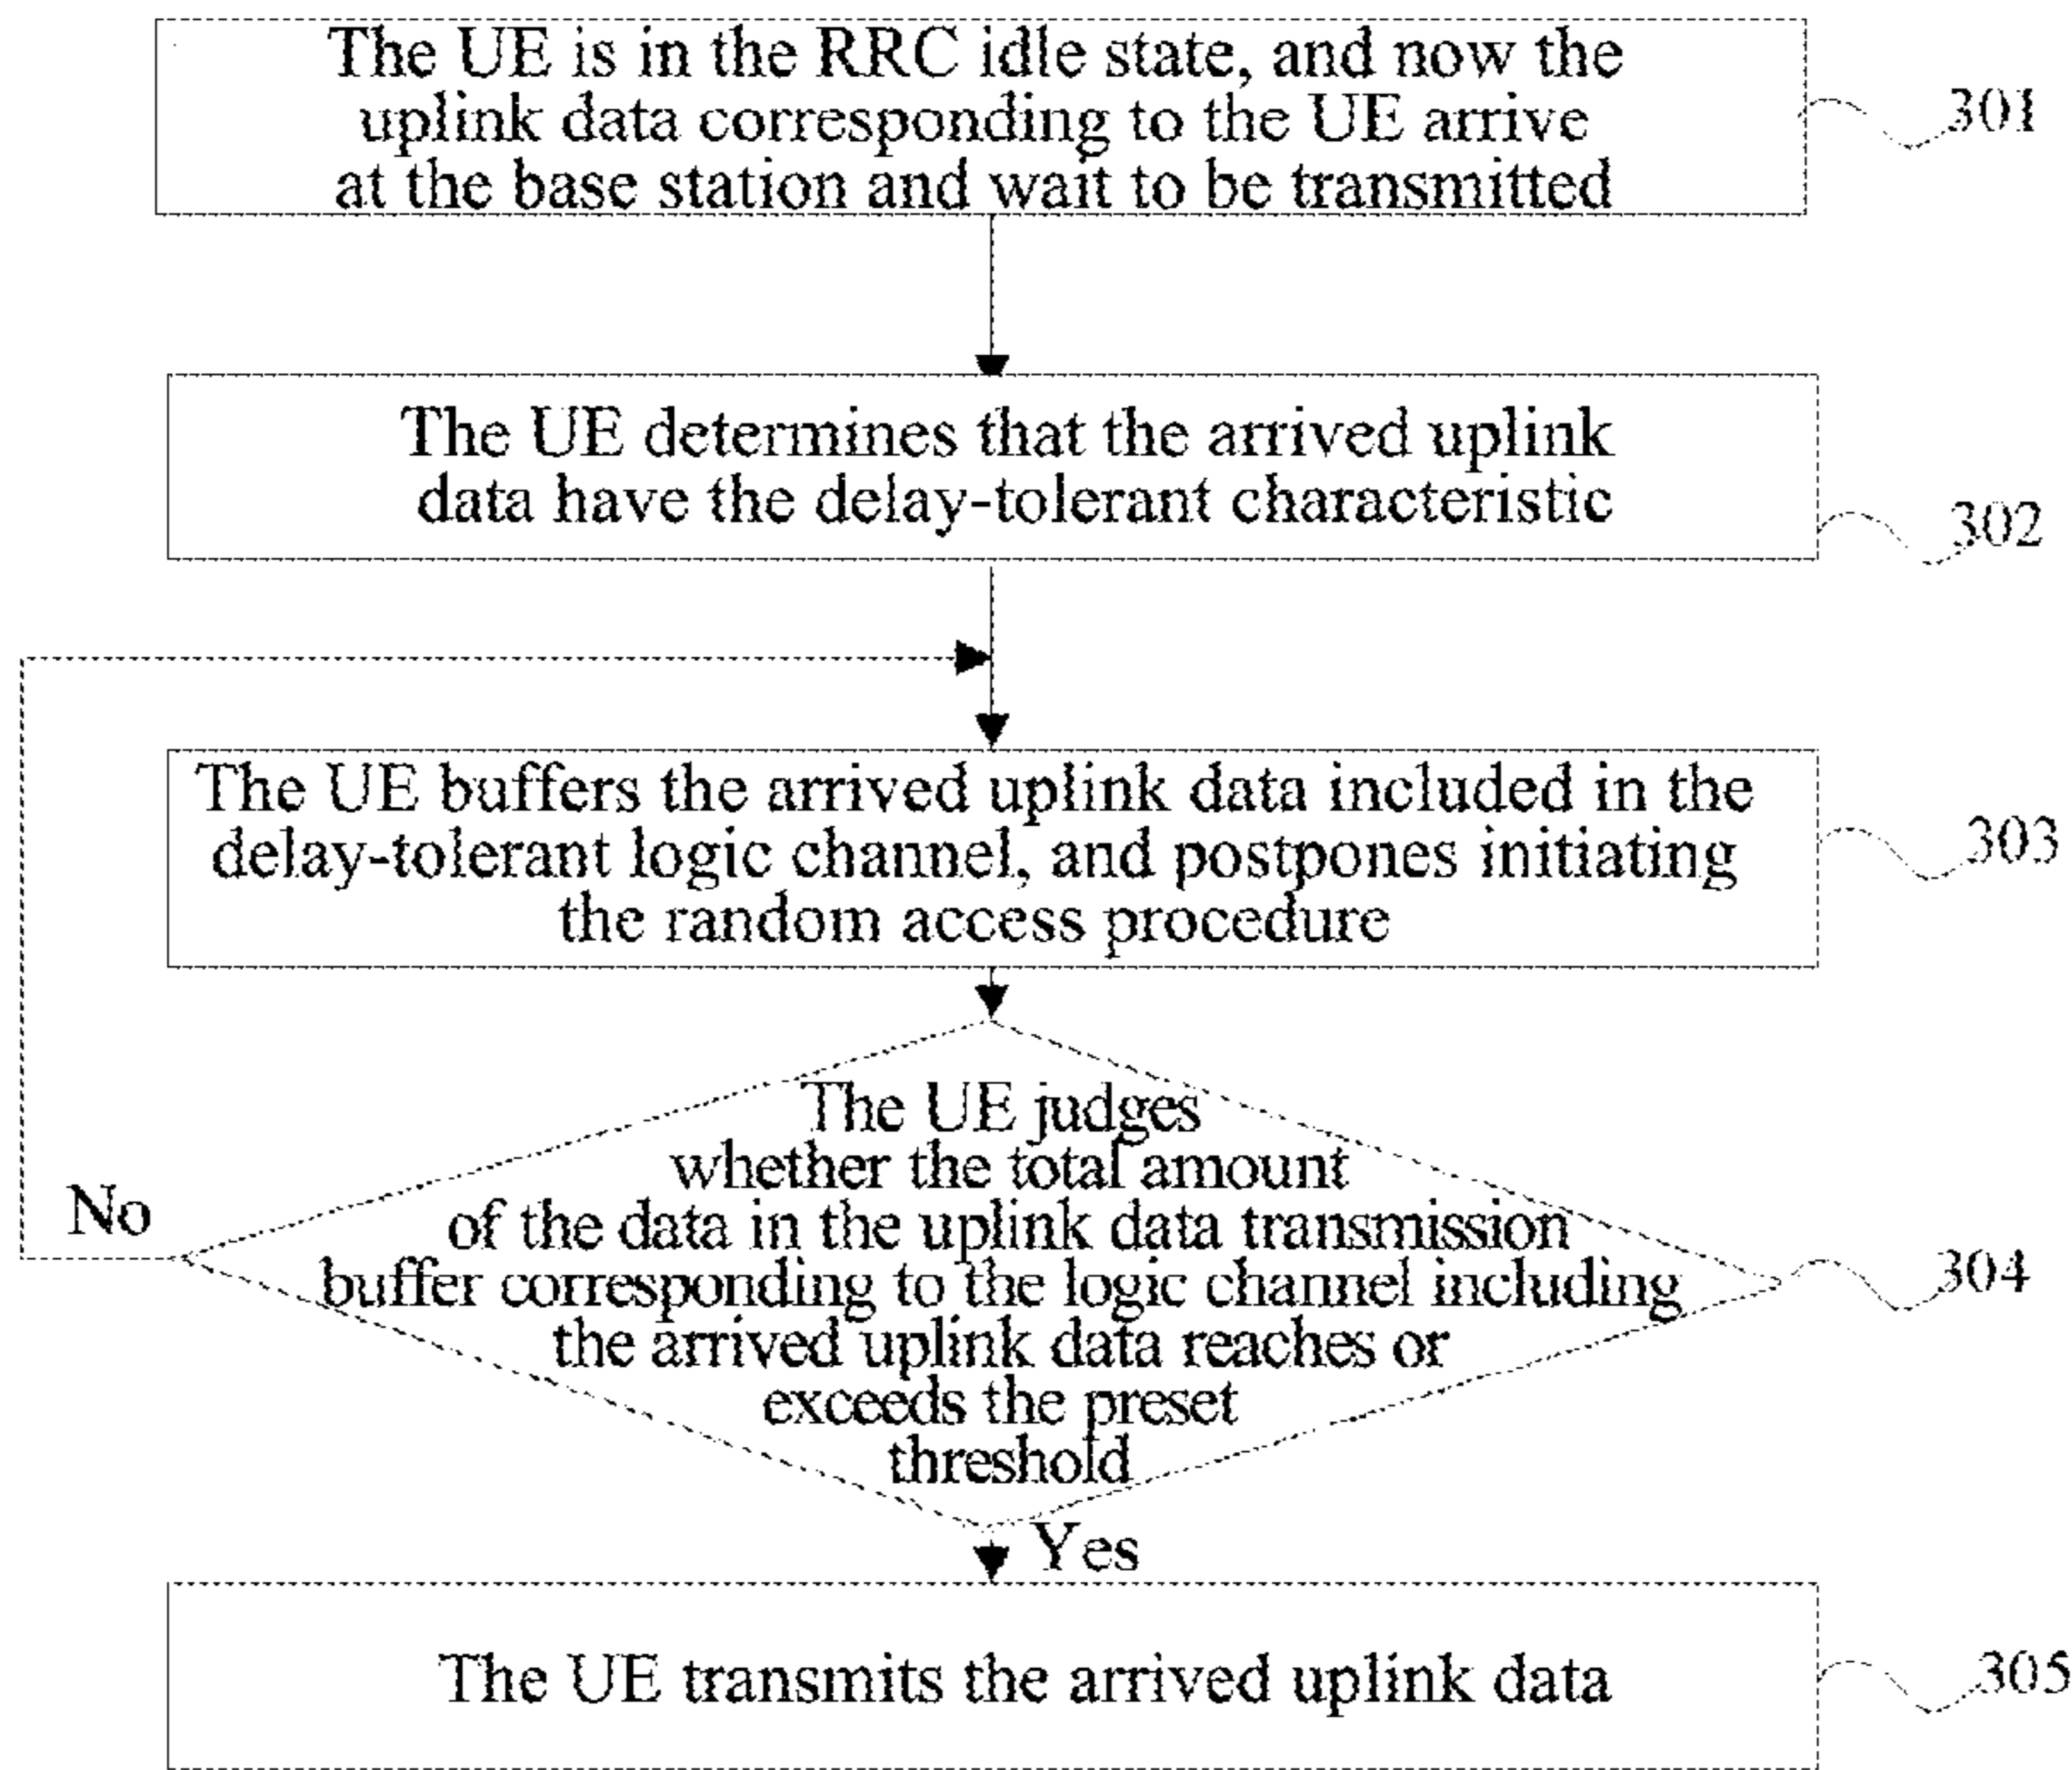 The UE is in the RRC idle state, and now the
uplink data corresponding to the UE arrive
at the base station and wait to be transmitted
301
The UE determines that the arrived uplink
data have the delay-tolerant characteristic
302
The UE buffers the arrived uplink data included in the
delay-tolerant logic channel, and postpones initiating
the random access procedure
303
The UE judges
whether the total amount
of the data in the uplink data transmission
buffer corresponding to the logic channel including
the arrived uplink data reaches or
exceeds the preset
threshold
No
304
Yes
The UE transmits the arrived uplink data
305